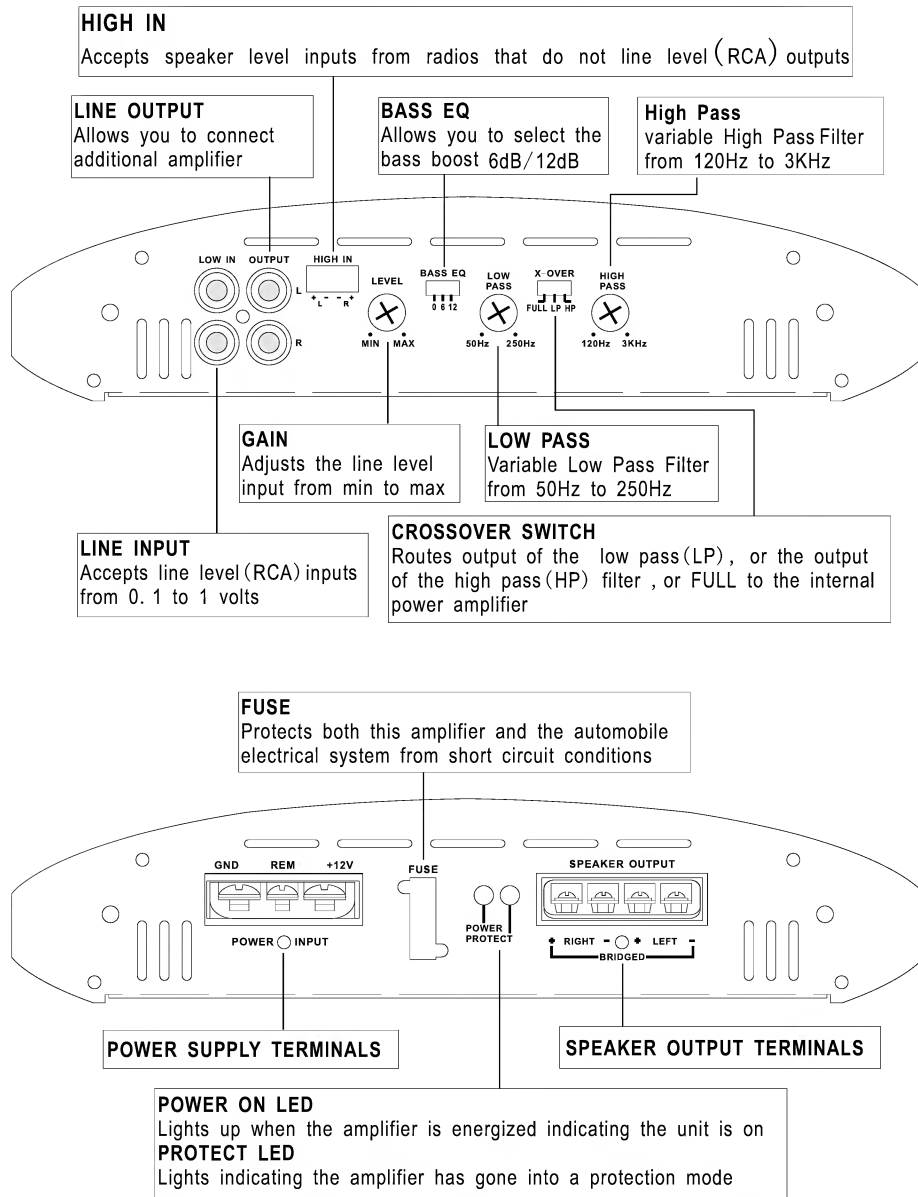 HIGH IN
Accepts speaker level inputs from radios that do not line level(RCA) outputs
LINE OUTPUT
Allows you to connect
additional amplifier
BASS EQ
Allows you to select the
bass boost 6dB/12dB
High Pass
variable High Pass Filter
from 120Hz to 3KHz
LOW IN OUTPUT HIGH IN
L
R
+ - - +
L R
LEVEL
MIN MAX
BASS EQ
0 6 12
LOW
PASS
50Hz 250Hz
X-OVER
FULL LP HP
HIGH
PASS
120Hz 3KHz
GAIN
Adjusts the line level
input from min to max
LOW PASS
Variable Low Pass Filter
from 50Hz to 250Hz
LINE INPUT
Accepts line level(RCA)inputs
from 0.1 to 1 volts
CROSSOVER SWITCH
Routes output of the low pass(LP), or the output
of the high pass(HP) filter ,or FULL to the internal
power amplifier
FUSE
Protects both this amplifier and the automobile
electrical system from short circuit conditions
GND REM +12V
POWER INPUT
FUSE
POWER
PROTECT
SPEAKER OUTPUT
+ RIGHT - + LEFT -
BRIDGED
POWER SUPPLY TERMINALS
SPEAKER OUTPUT TERMINALS
POWER ON LED
Lights up when the amplifier is energized indicating the unit is on
PROTECT LED
Lights indicating the amplifier has gone into a protection mode